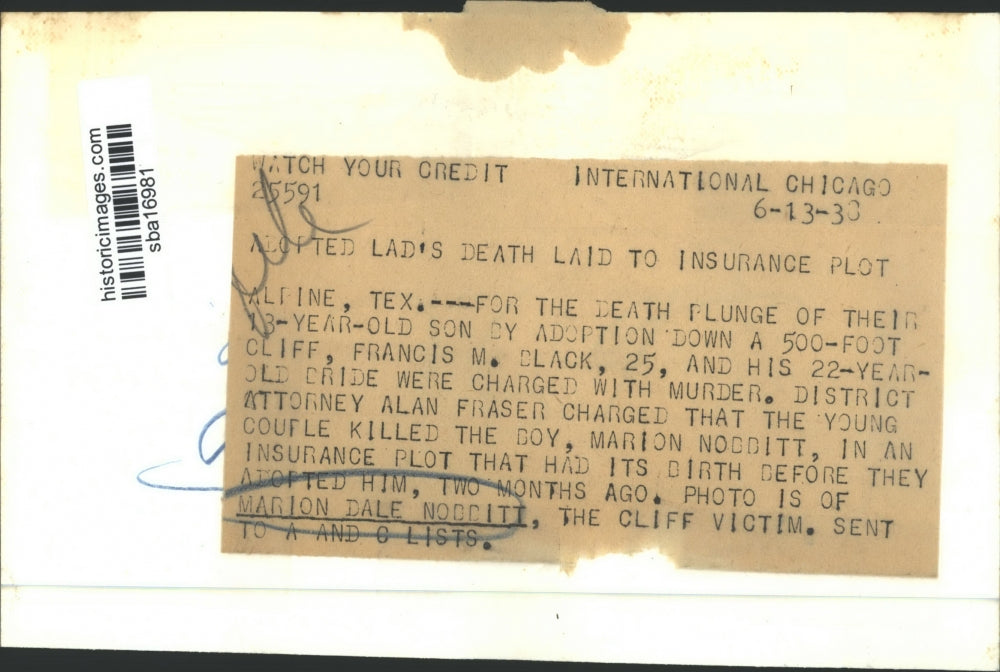 historicimages.com
sba16981
WATCH YOUR CREDIT INTERNATIONAL CHICAGO
25591
6-13-38
ADOPTED LAD'S DEATH LAID TO INSURANCE PLOT
ALPINE, TEX.---FOR THE DEATH PLUNGE OF THEIR
13-YEAR-OLD SON BY ADOPTION DOWN A 500-FOOT
CLIFF, FRANCIS M. BLACK, 25, AND HIS 22-YEAR-
OLD BRIDE WERE CHARGED WITH MURDER. DISTRICT
ATTORNEY ALAN FRASER CHARGED THAT THE YOUNG
COUPLE KILLED THE BOY, MARION NOBBITT, IN AN
INSURANCE PLOT THAT HAD ITS BIRTH BEFORE THEY
ADOPTED HIM, TWO MONTHS AGO. PHOTO IS OF
MARION DALE NOBBITT, THE CLIFF VICTIM. SENT
TO A AND C LISTS.